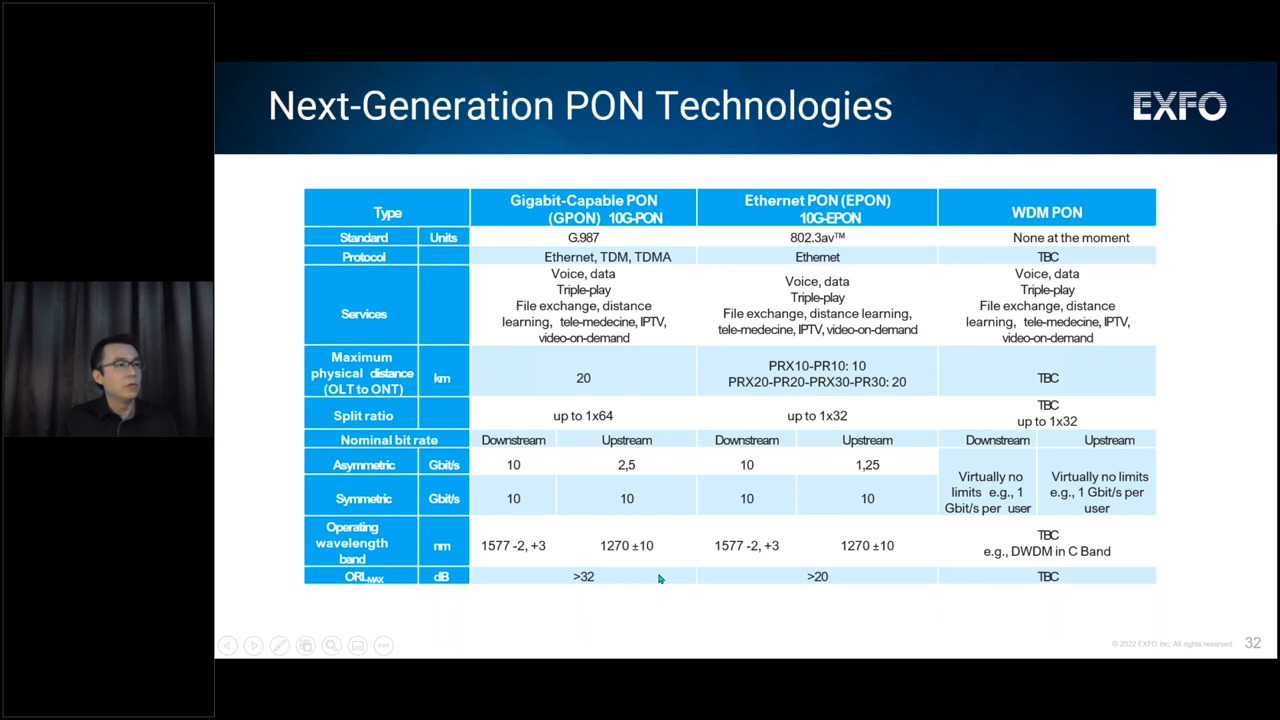 Next-Generation PON Technologies
EXFO
Type
Gigabit-Capable PON
(GPON) 10G-PON
Ethernet PON (EPON)
10G-EPON
WDM PON
Standard
Units
G.987
802.3av™
None at the moment
Protocol
Ethernet, TDM, TDMA
Ethernet
TBC
Services
Voice, data
Triple-play
File exchange, distance
learning, tele-medecine, IPTV,
video-on-demand
Voice, data
Triple-play
File exchange, distance learning,
tele-medecine, IPTV, video-on-demand
Voice, data
Triple-play
File exchange, distance
learning, tele-medecine, IPTV,
video-on-demand
Maximum
physical distance
(OLT to ONT)
km
20
PRX10-PR10: 10
PRX20-PR20-PRX30-PR30: 20
TBC
Split ratio
up to 1x64
up to 1x32
TBC
up to 1x32
Nominal bit rate
Downstream
Upstream
Downstream
Upstream
Downstream
Upstream
Asymmetric
Gbit/s
10
2,5
10
1,25
Virtually no
limits e.g., 1
Gbit/s per user
Virtually no limits
e.g., 1 Gbit/s per
user
Symmetric
Gbit/s
10
10
10
10
Operating
wavelength
band
nm
1577 -2, +3
1270 ±10
1577 -2, +3
1270 ±10
TBC
e.g., DWDM in C Band
ORLMAX
dB
>32
>20
TBC
© 2022 EXFO Inc. All rights reserved.
32